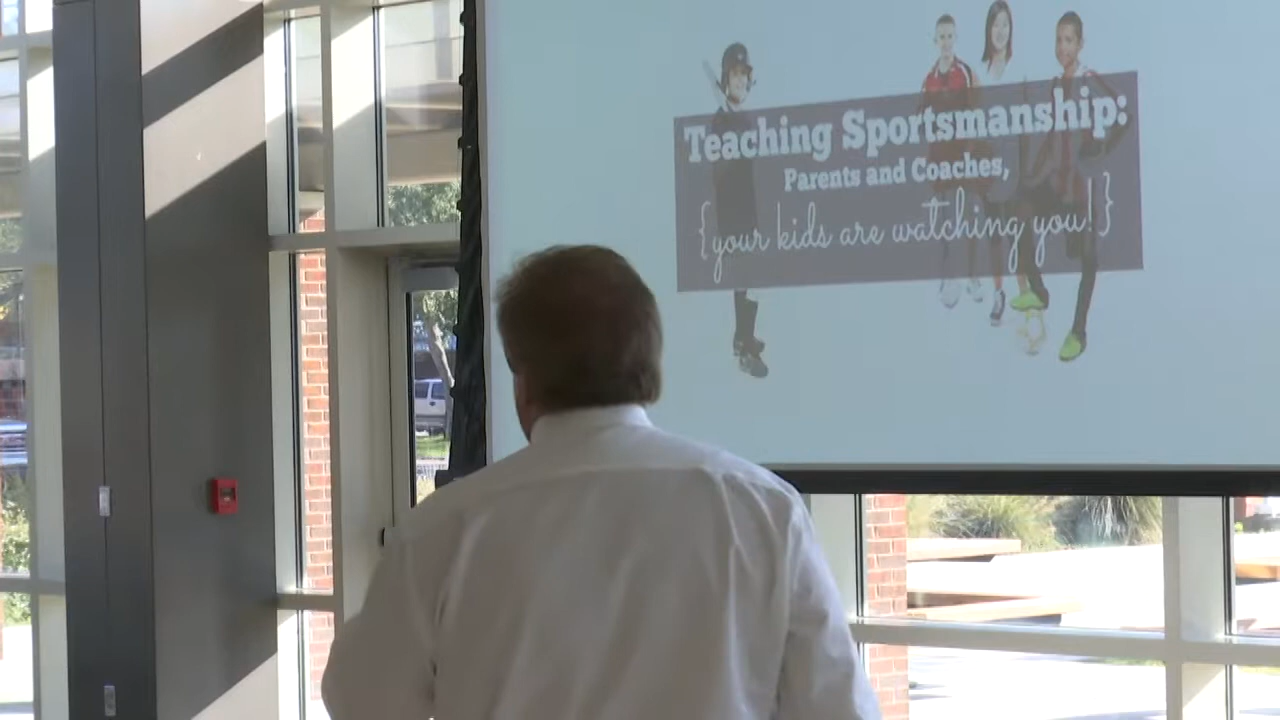 Teaching Sportsmanship:
Parents and Coaches,
{your kids are watching you!}